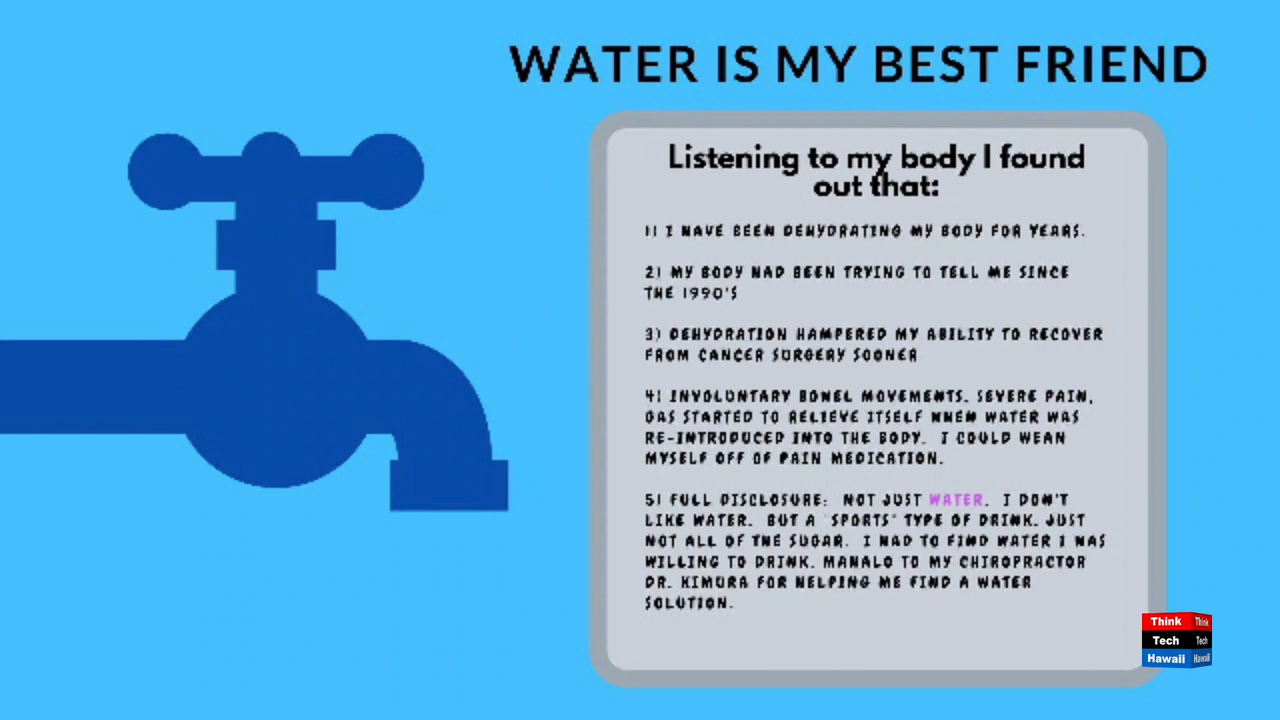 WATER IS MY BEST FRIEND
Listening to my body I found
out that:
1) I HAVE BEEN DEHYDRATING MY BODY FOR YEARS.
2) MY BODY HAD BEEN TRYING TO TELL ME SINCE
THE 1990'S
3) DEHYDRATION HAMPERED MY ABILITY TO RECOVER
FROM CANCER SURGERY SOONER
4) INVOLUNTARY BOWEL MOVEMENTS, SEVERE PAIN,
GAS STARTED TO RELIEVE ITSELF WHEN WATER WAS
RE-INTRODUCED INTO THE BODY. I COULD WEAN
MYSELF OFF OF PAIN MEDICATION.
5) FULL DISCLOSURE: NOT JUST WATER. I DON'T
LIKE WATER. BUT A "SPORTS" TYPE OF DRINK, JUST
NOT ALL OF THE SUGAR. I HAD TO FIND WATER I WAS
WILLING TO DRINK. MAHALO TO MY CHIROPRACTOR
DR. KIMURA FOR HELPING ME FIND A WATER
SOLUTION.
Think Think
Tech Tech
Hawaii Hawaii